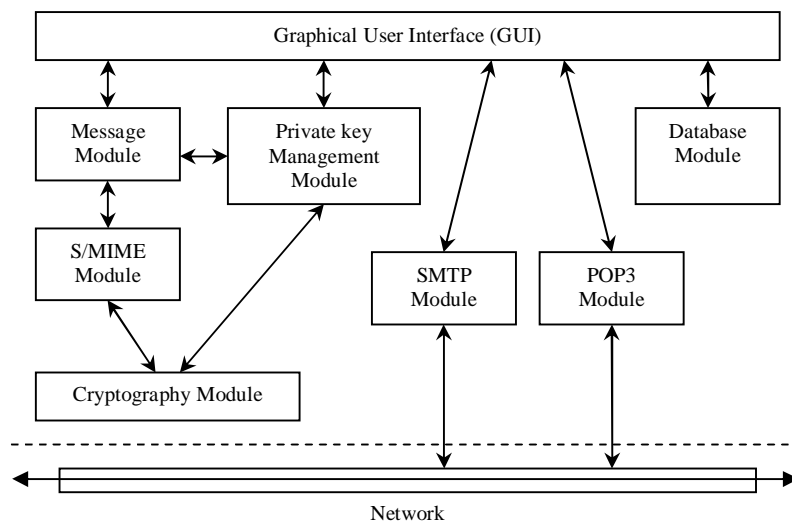 Graphical User Interface (GUI)
Message
Module
Private key
Management
Module
Database
Module
S/MIME
Module
SMTP
Module
POP3
Module
Cryptography Module
Network